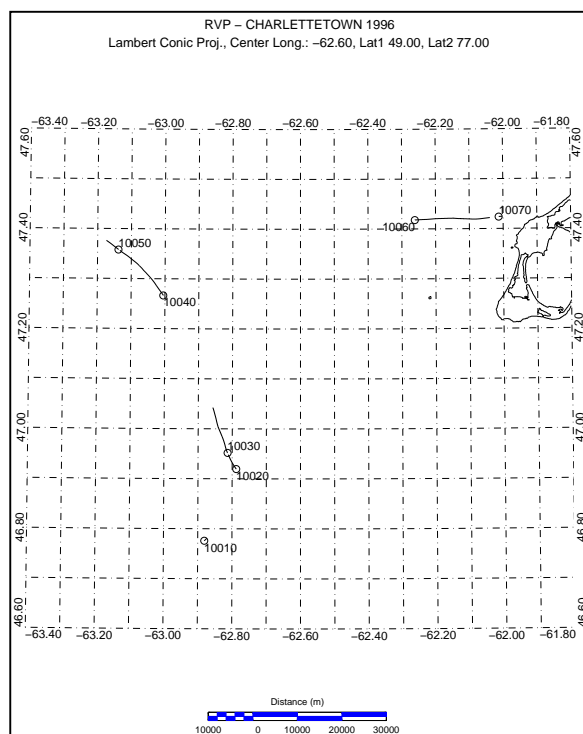 RVP – CHARLETTETOWN 1996
Lambert Conic Proj., Center Long.: –62.60, Lat1 49.00, Lat2 77.00
–63.40 –63.20 –63.00 –62.80 –62.60 –62.40 –62.20 –62.00 –61.80
47.60 47.60
10070
10060
47.40 47.40
10050
10040
47.20 47.20
47.00 47.00
10030
10020
46.80 46.80
10010
46.60 46.60
–63.40 –63.20 –63.00 –62.80 –62.60 –62.40 –62.20 –62.00 –61.80
Distance (m)
10000 0 10000 20000 30000